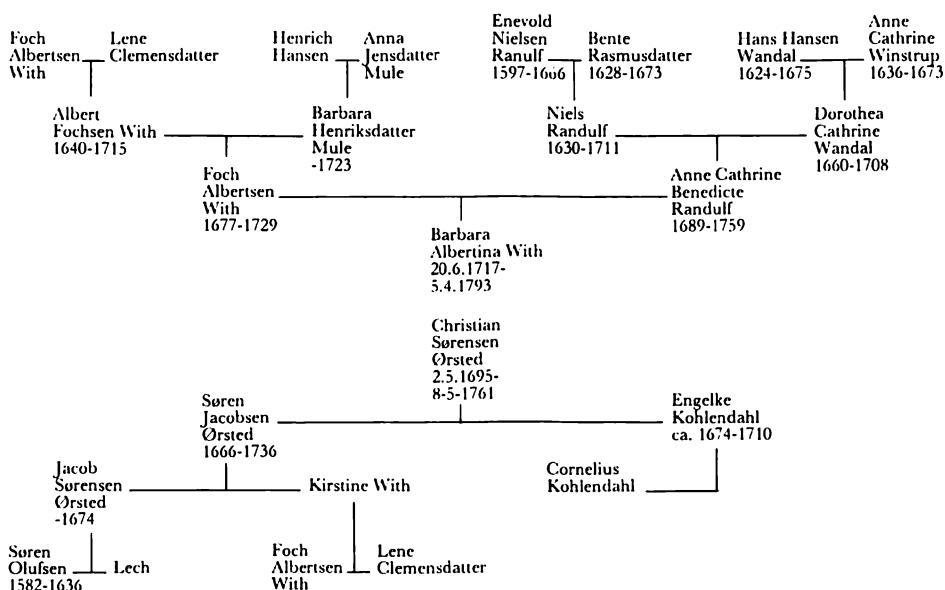 Foch
Albertsen
With
Lene
Clemensdatter
Henrich
Hansen
Anna
Jensdatter
Mule
Enevold
Nielsen
Ranulf
1597-1666
Bente
Rasmusdatter
1628-1673
Hans Hansen
Wandal
1624-1675
Anne
Cathrine
Winstrup
1636-1673
Albert
Fochsen With
1640-1715
Barbara
Henriksdatter
Mule
-1723
Niels
Randulf
1630-1711
Dorothea
Cathrine
Wandal
1660-1708
Foch
Albertsen
With
1677-1729
Anne Cathrine
Benedicte
Randulf
1689-1759
Barbara
Albertina With
20.6.1717-
5.4.1793
Christian
Sørensen
Ørsted
2.5.1695-
8-5-1761
Søren
Jacobsen
Ørsted
1666-1736
Engelke
Kohlendahl
ca. 1674-1710
Jacob
Sørensen
Ørsted
-1674
Kirstine With
Cornelius
Kohlendahl
Søren
Olufsen
1582-1636
Lech
Foch
Albertsen
With
Lene
Clemensdatter